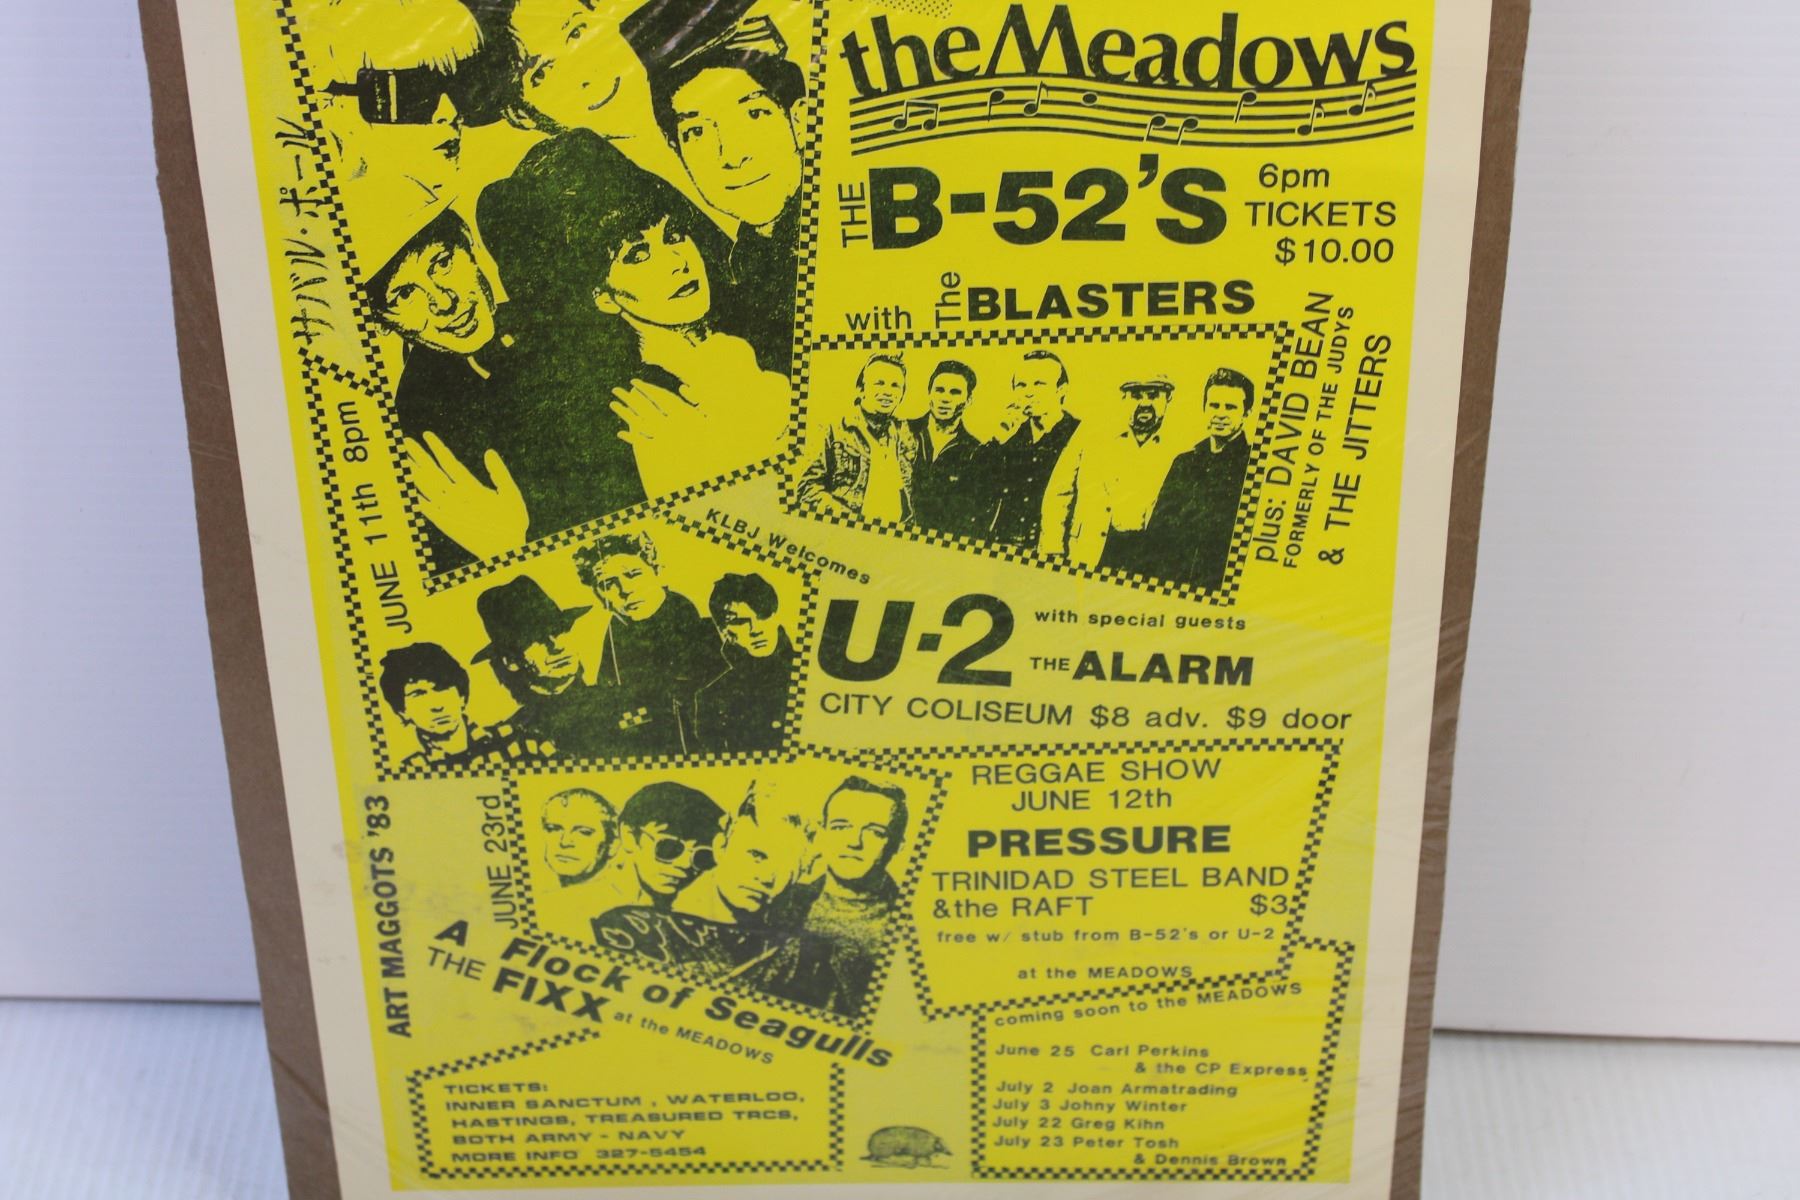 the Meadows
THE B-52'S
6pm
TICKETS
$10.00
with The BLASTERS
plus: DAVID BEAN
FORMERLY OF THE JUDYS
& THE JITTERS
サバル・ポール
JUNE 11th 8pm
KLBJ Welcomes
U-2 with special guests
THE ALARM
CITY COLISEUM $8 adv. $9 door
REGGAE SHOW
JUNE 12th
PRESSURE
TRINIDAD STEEL BAND
& the RAFT $3
free w/ stub from B-52's or U-2
at the MEADOWS
ART MAGGOTS '83
JUNE 23rd
A Flock of Seagulls
THE FIXX at the MEADOWS
coming soon to the MEADOWS
June 25 Carl Perkins
& the CP Express
July 2 Joan Armatrading
July 3 Johny Winter
July 22 Greg Kihn
July 23 Peter Tosh
& Dennis Brown
TICKETS:
INNER SANCTUM , WATERLOO,
HASTINGS, TREASURED TRCS,
BOTH ARMY - NAVY
MORE INFO 327-5454